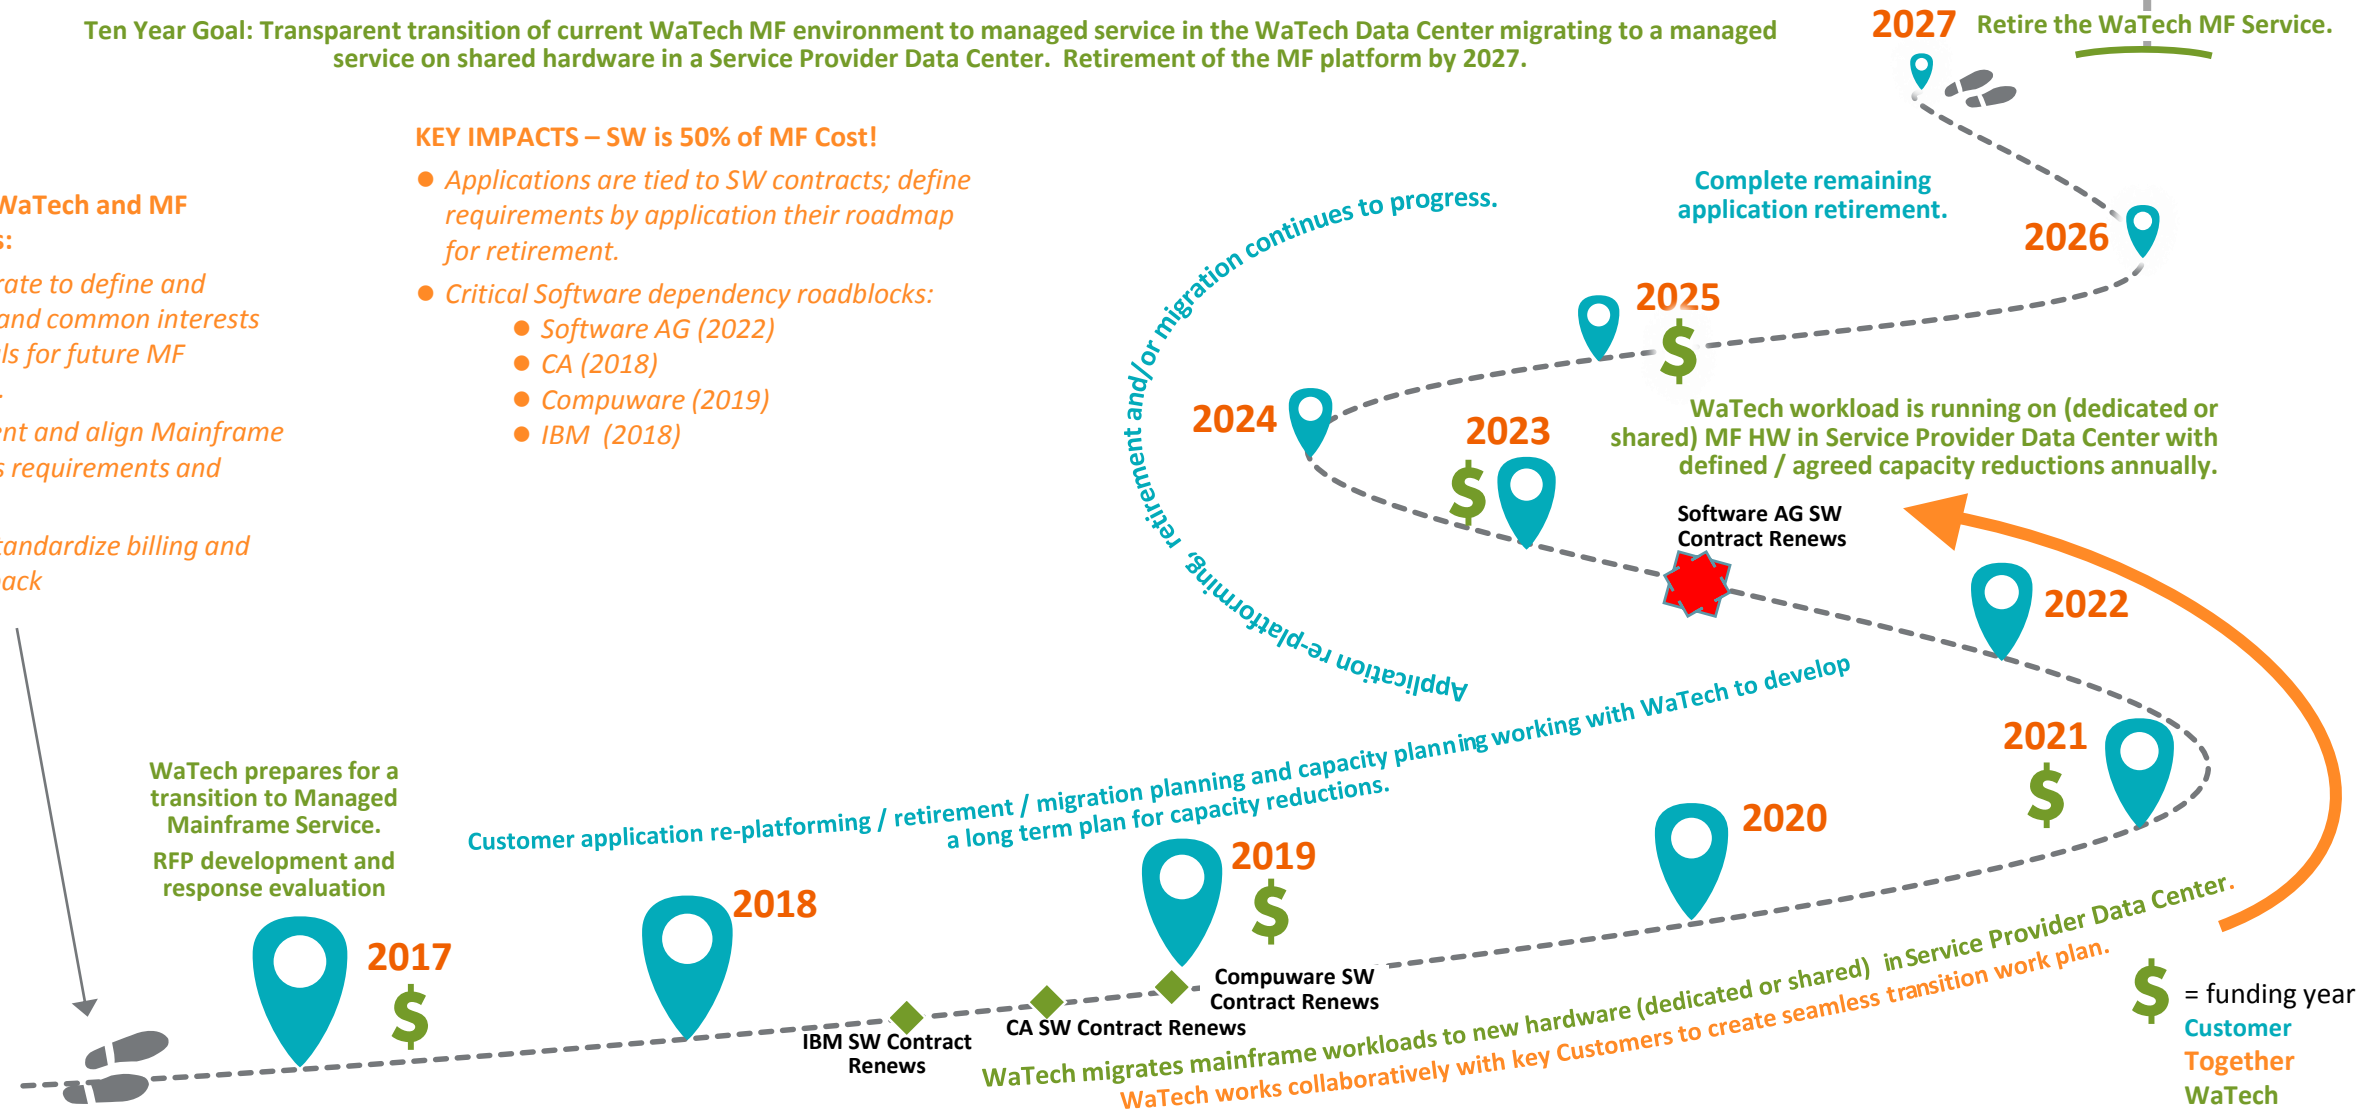 Ten Year Goal: Transparent transition of current WaTech MF environment to managed service in the WaTech Data Center migrating to a managed
service on shared hardware in a Service Provider Data Center. Retirement of the MF platform by 2027.
2027
Retire the WaTech MF Service.
KEY IMPACTS – SW is 50% of MF Cost!
Applications are tied to SW contracts; define
requirements by application their roadmap
for retirement.
Critical Software dependency roadblocks:
Software AG (2022)
CA (2018)
Compuware (2019)
IBM (2018)
WaTech and MF
s:
rate to define and
and common interests
ls for future MF
.
ent and align Mainframe
s requirements and
tandardize billing and
ack
Complete remaining
application retirement.
2026
2025
$
2024
2023
$
WaTech workload is running on (dedicated or
shared) MF HW in Service Provider Data Center with
defined / agreed capacity reductions annually.
Software AG SW
Contract Renews
2022
Application re-platforming, retirement and/or migration continues to progress.
2021
$
Customer application re-platforming / retirement / migration planning and capacity planning working with WaTech to develop
a long term plan for capacity reductions.
WaTech prepares for a
transition to Managed
Mainframe Service.
RFP development and
response evaluation
2017
$
2018
2019
$
2020
IBM SW Contract
Renews
CA SW Contract Renews
Compuware SW
Contract Renews
WaTech migrates mainframe workloads to new hardware (dedicated or shared) in Service Provider Data Center.
WaTech works collaboratively with key Customers to create seamless transition work plan.
$ = funding year
Customer
Together
WaTech